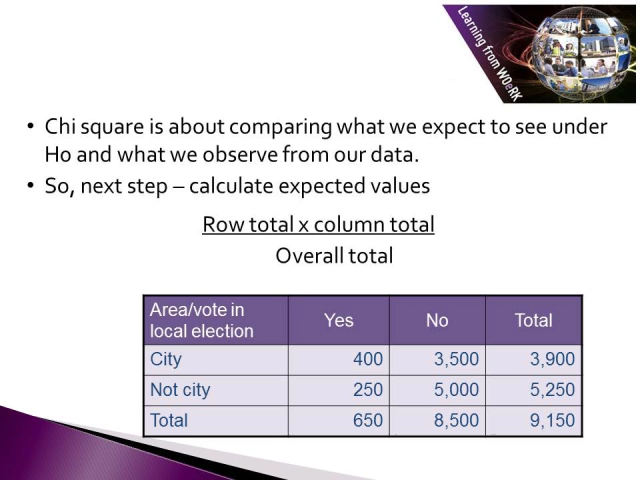 Learning from WOeRK
• Chi square is about comparing what we expect to see under
Ho and what we observe from our data.
• So, next step – calculate expected values
Row total x column total
Overall total
Area/vote in
local election
Yes
No
Total
City 400 3,500 3,900
Not city 250 5,000 5,250
Total 650 8,500 9,150